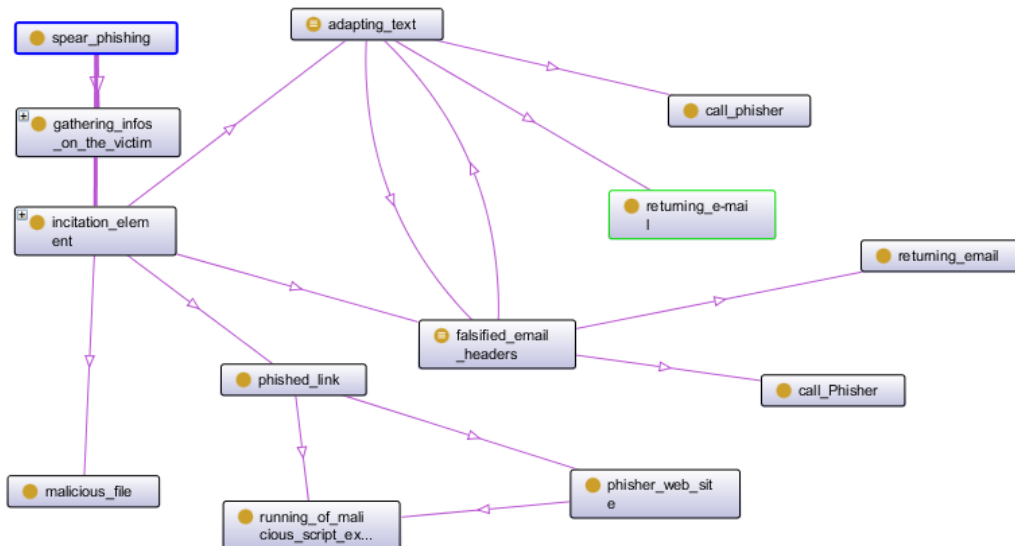 adapting_text
spear_phishing
call_phisher
gathering_infos
_on_the_victim
returning_e-mai
l
incitation_elem
ent
returning_email
falsified_email
_headers
phished_link
call_Phisher
malicious_file
phisher_web_sit
e
running_of_mali
cious_script_ex...